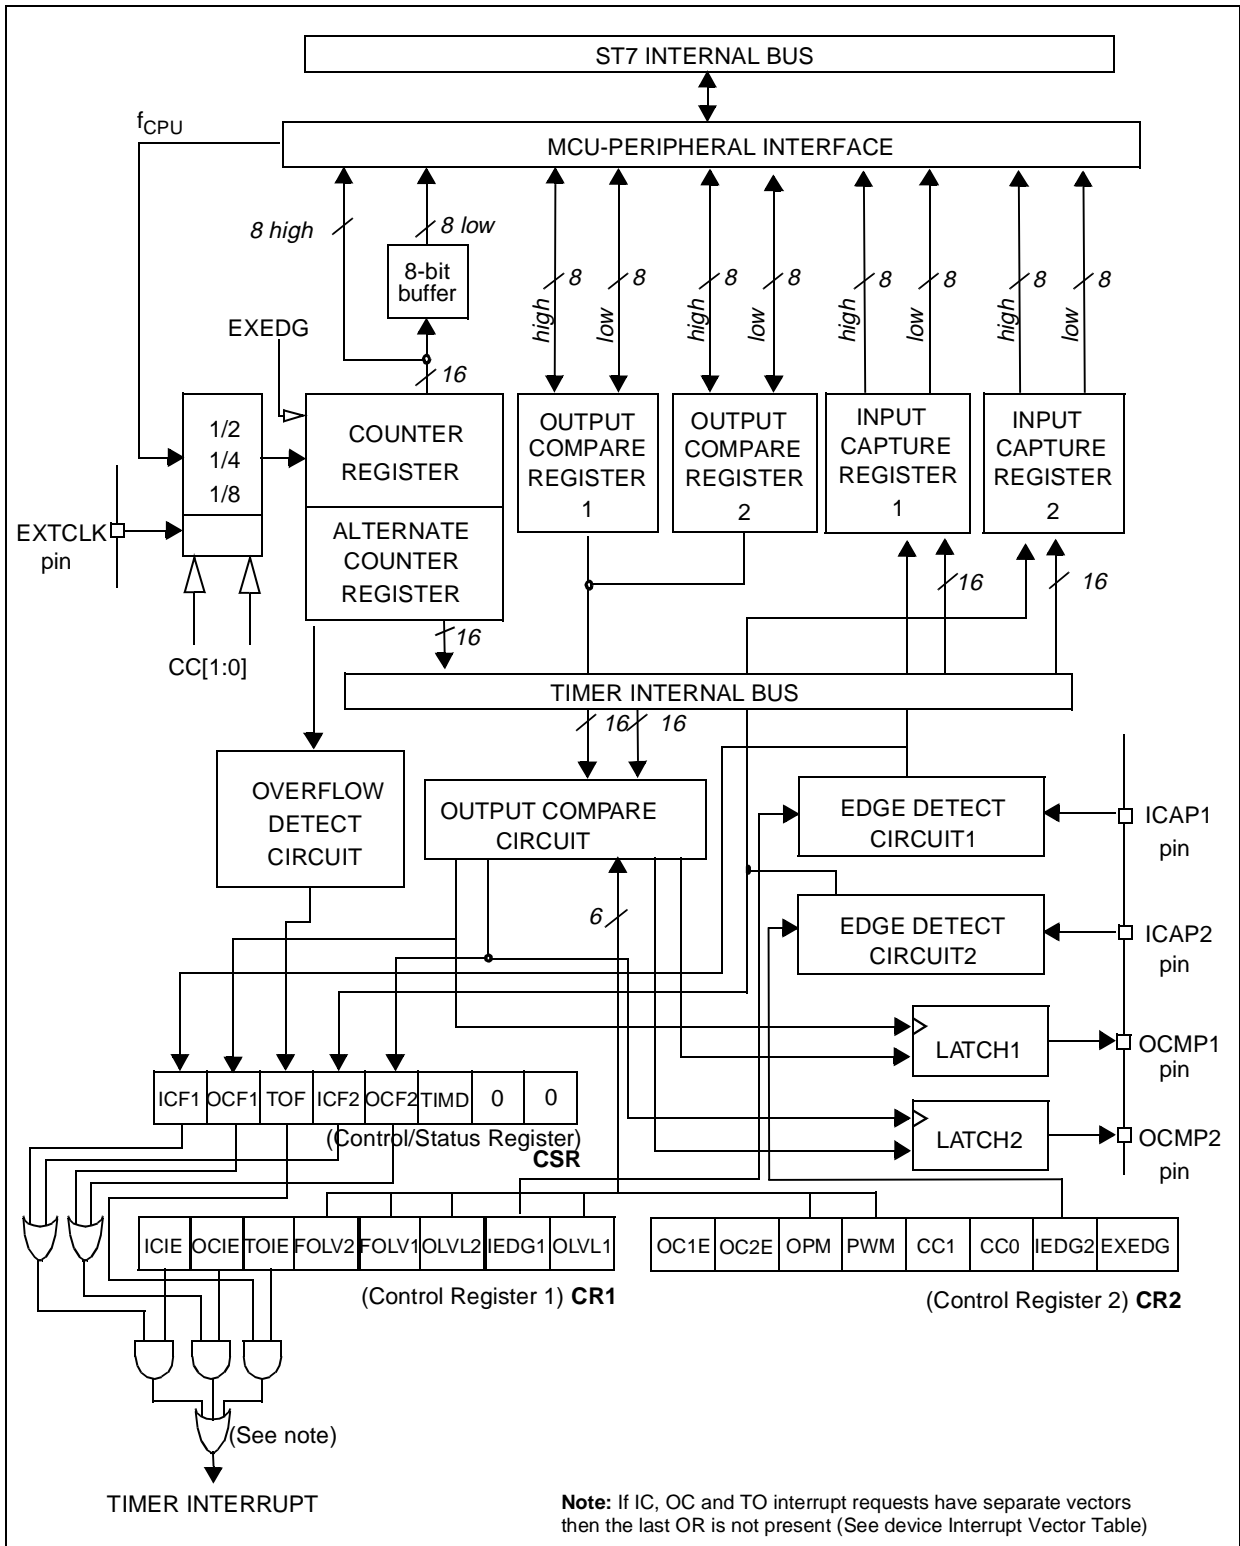 ST7 INTERNAL BUS
fCPU
MCU-PERIPHERAL INTERFACE
8 high
8 low
8-bit
buffer
high
8
low
8
high
8
low
8
high
8
low
8
high
8
low
8
EXEDG
16
1/2
1/4
1/8
COUNTER
REGISTER
ALTERNATE
COUNTER
REGISTER
OUTPUT
COMPARE
REGISTER
1
OUTPUT
COMPARE
REGISTER
2
INPUT
CAPTURE
REGISTER
1
INPUT
CAPTURE
REGISTER
2
EXTCLK
pin
16
16
16
CC[1:0]
TIMER INTERNAL BUS
16
16
OVERFLOW
DETECT
CIRCUIT
OUTPUT COMPARE
CIRCUIT
EDGE DETECT
CIRCUIT1
ICAP1
pin
6
EDGE DETECT
CIRCUIT2
ICAP2
pin
LATCH1
OCMP1
pin
LATCH2
OCMP2
pin
ICF1 OCF1 TOF ICF2 OCF2 TIMD 0 0
(Control/Status Register)
CSR
ICIE OCIE TOIE FOLV2 FOLV1 OLVL2 IEDG1 OLVL1
(Control Register 1) CR1
OC1E OC2E OPM PWM CC1 CC0 IEDG2 EXEDG
(Control Register 2) CR2
(See note)
TIMER INTERRUPT
Note: If IC, OC and TO interrupt requests have separate vectors
then the last OR is not present (See device Interrupt Vector Table)